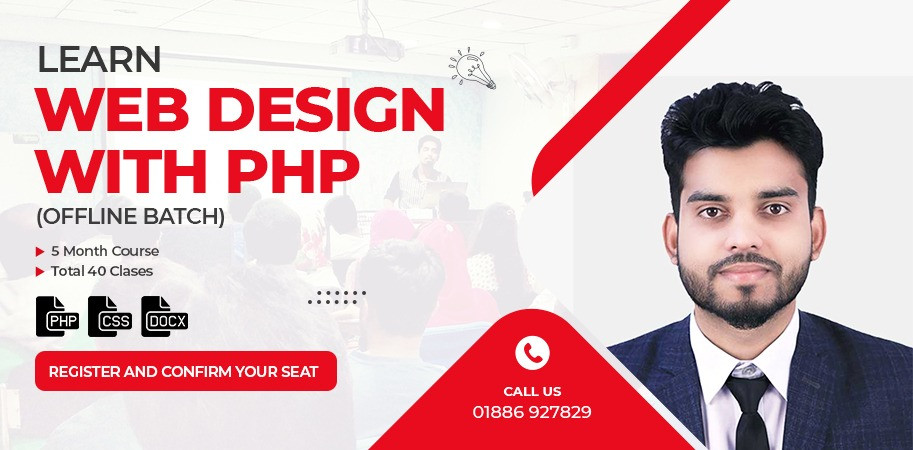 LEARN
WEB DESIGN
WITH PHP
(OFFLINE BATCH)
5 Month Course
Total 40 Clases
PHP CSS DOCX
REGISTER AND CONFIRM YOUR SEAT
CALL US
01886 927829